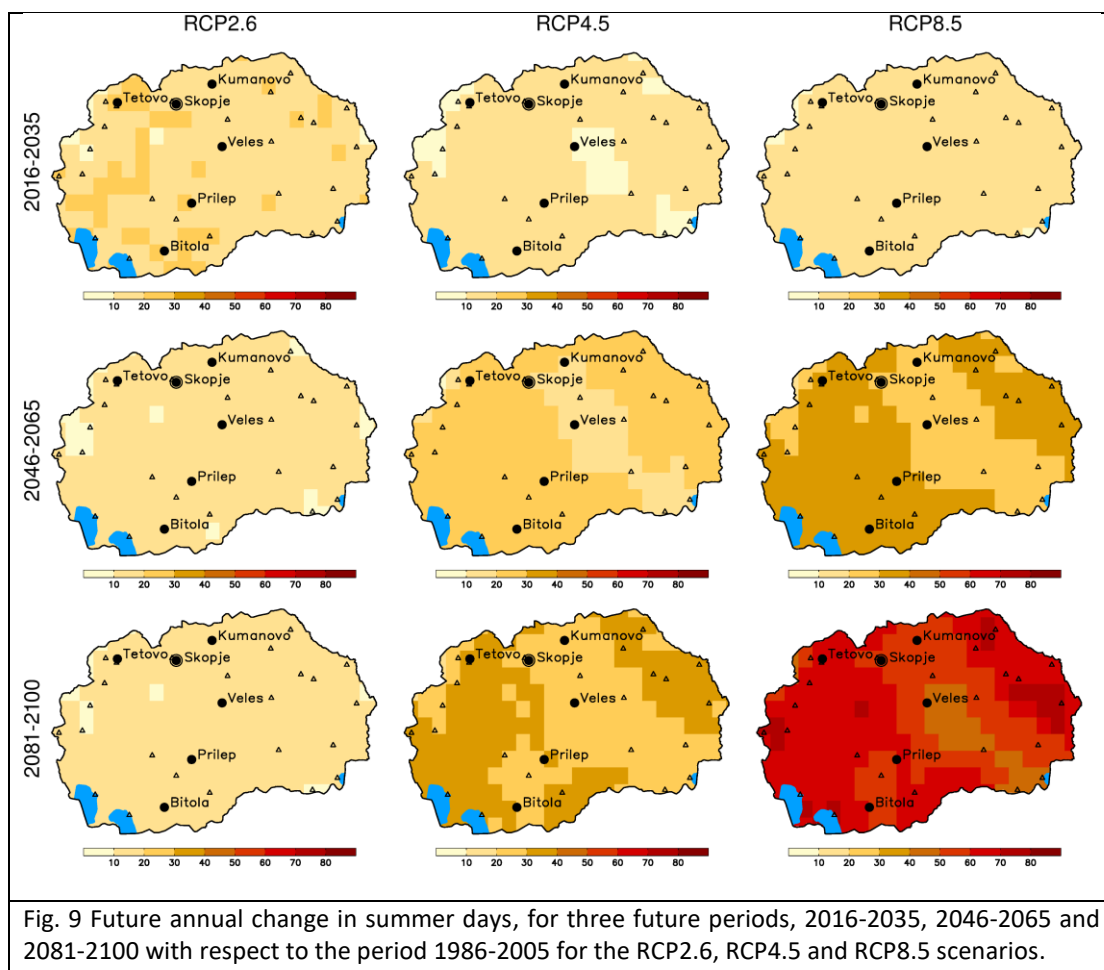 RCP2.6 RCP4.5 RCP8.5
2016-2035
Kumanovo
Tetovo Skopje
Veles
Prilep
Bitola
10 20 30 40 50 60 70 80
Kumanovo
Tetovo Skopje
Veles
Prilep
Bitola
10 20 30 40 50 60 70 80
Kumanovo
Tetovo Skopje
Veles
Prilep
Bitola
10 20 30 40 50 60 70 80
2046-2065
Kumanovo
Tetovo Skopje
Veles
Prilep
Bitola
10 20 30 40 50 60 70 80
Kumanovo
Tetovo Skopje
Veles
Prilep
Bitola
10 20 30 40 50 60 70 80
Kumanovo
Tetovo Skopje
Veles
Prilep
Bitola
10 20 30 40 50 60 70 80
2081-2100
Kumanovo
Tetovo Skopje
Veles
Prilep
Bitola
10 20 30 40 50 60 70 80
Kumanovo
Tetovo Skopje
Veles
Prilep
Bitola
10 20 30 40 50 60 70 80
Kumanovo
Tetovo Skopje
Veles
Prilep
Bitola
10 20 30 40 50 60 70 80
Fig. 9 Future annual change in summer days, for three future periods, 2016-2035, 2046-2065 and
2081-2100 with respect to the period 1986-2005 for the RCP2.6, RCP4.5 and RCP8.5 scenarios.